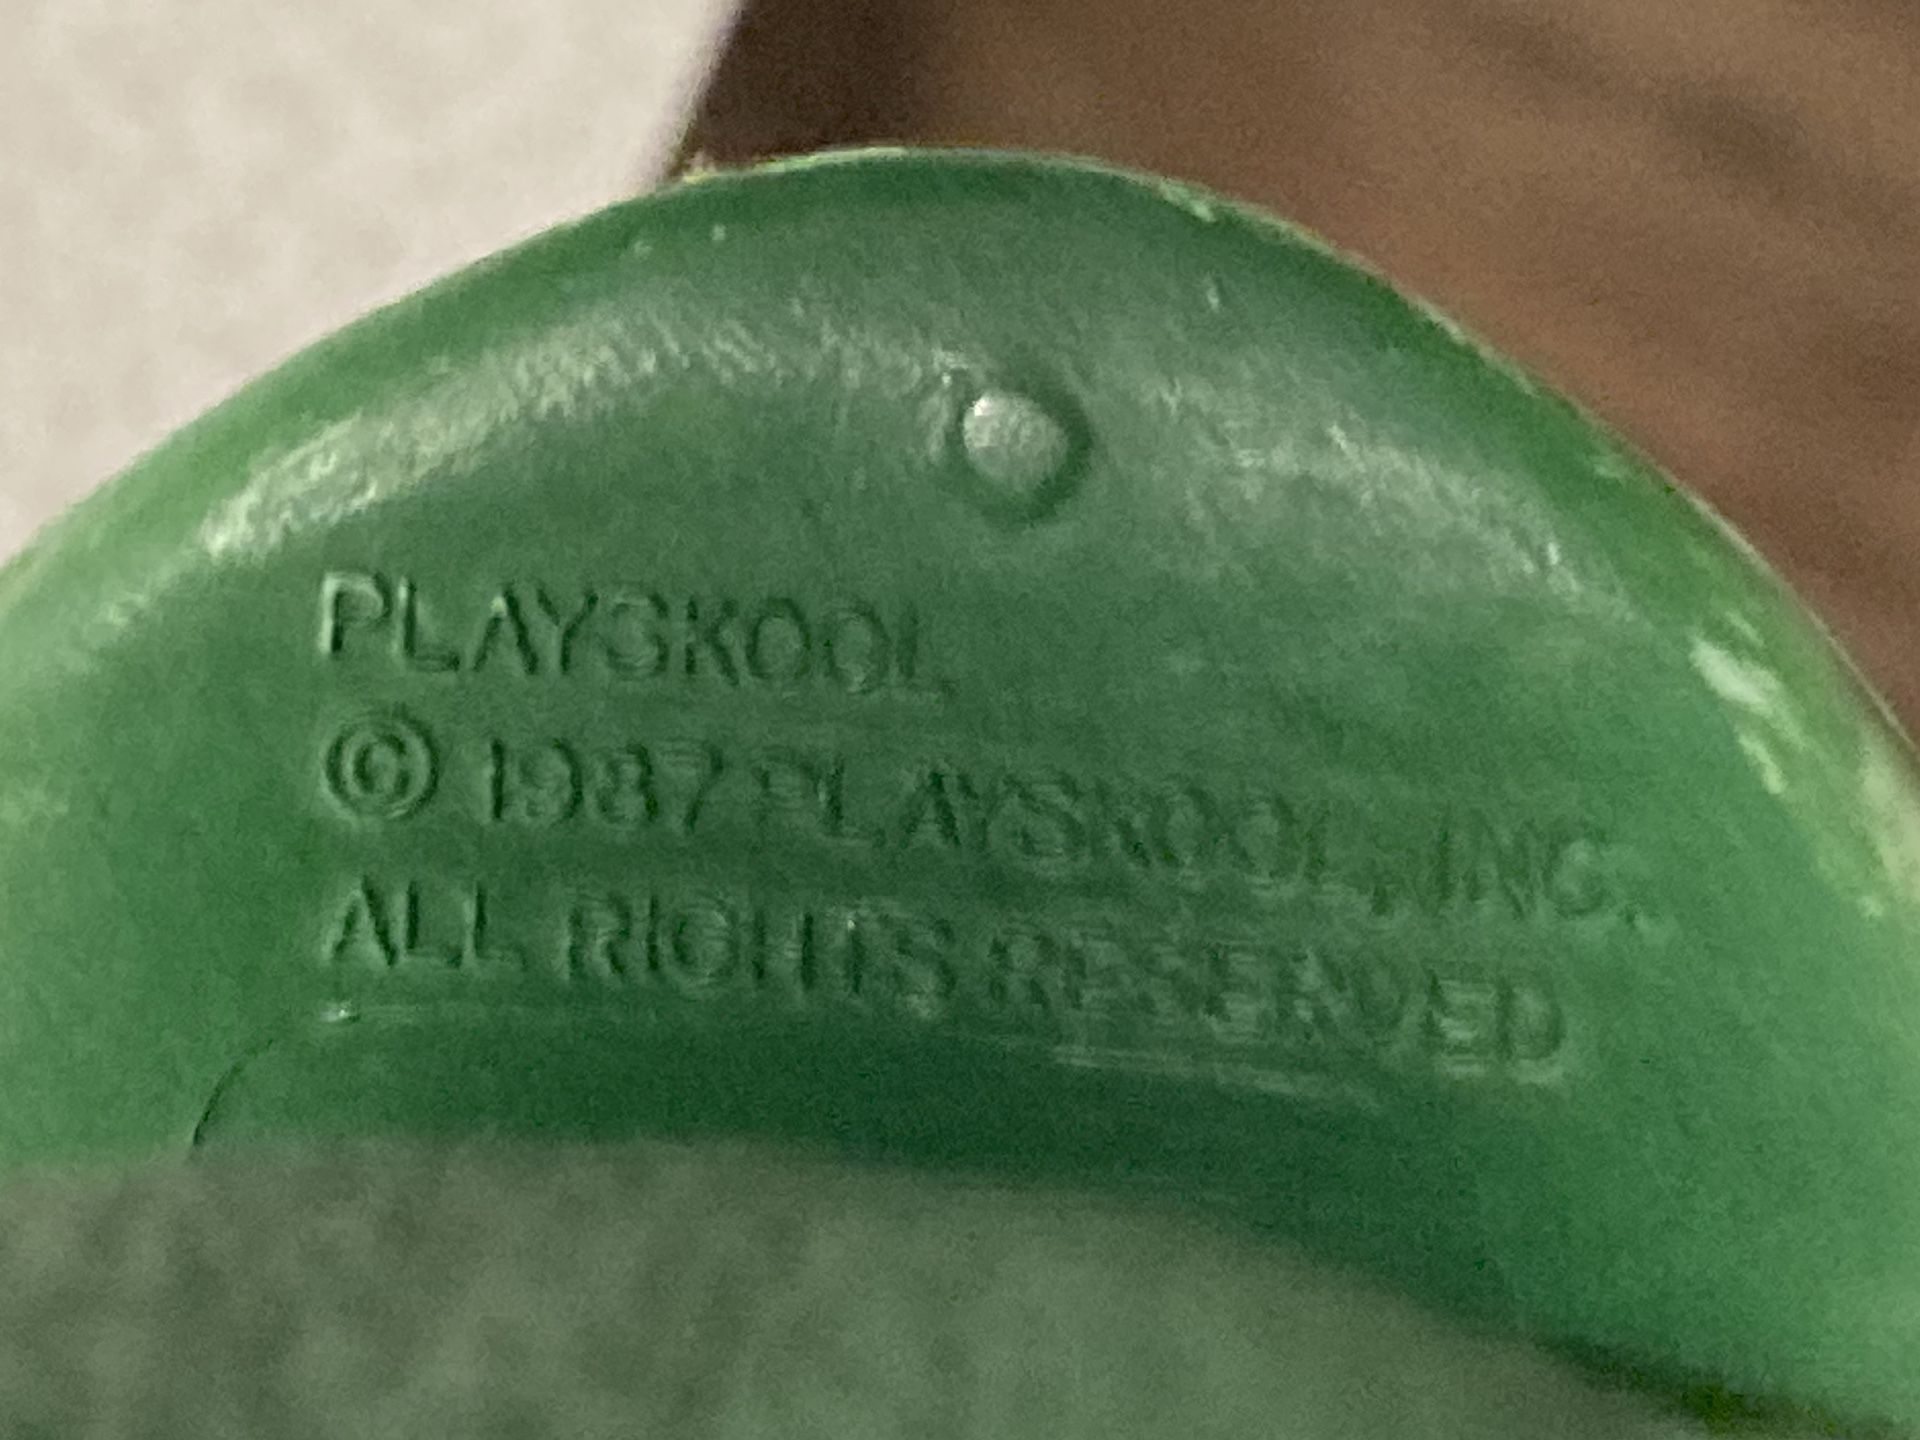 PLAYSKOOL
© 1987 PLAYSKOOL, INC.
ALL RIGHTS RESERVED